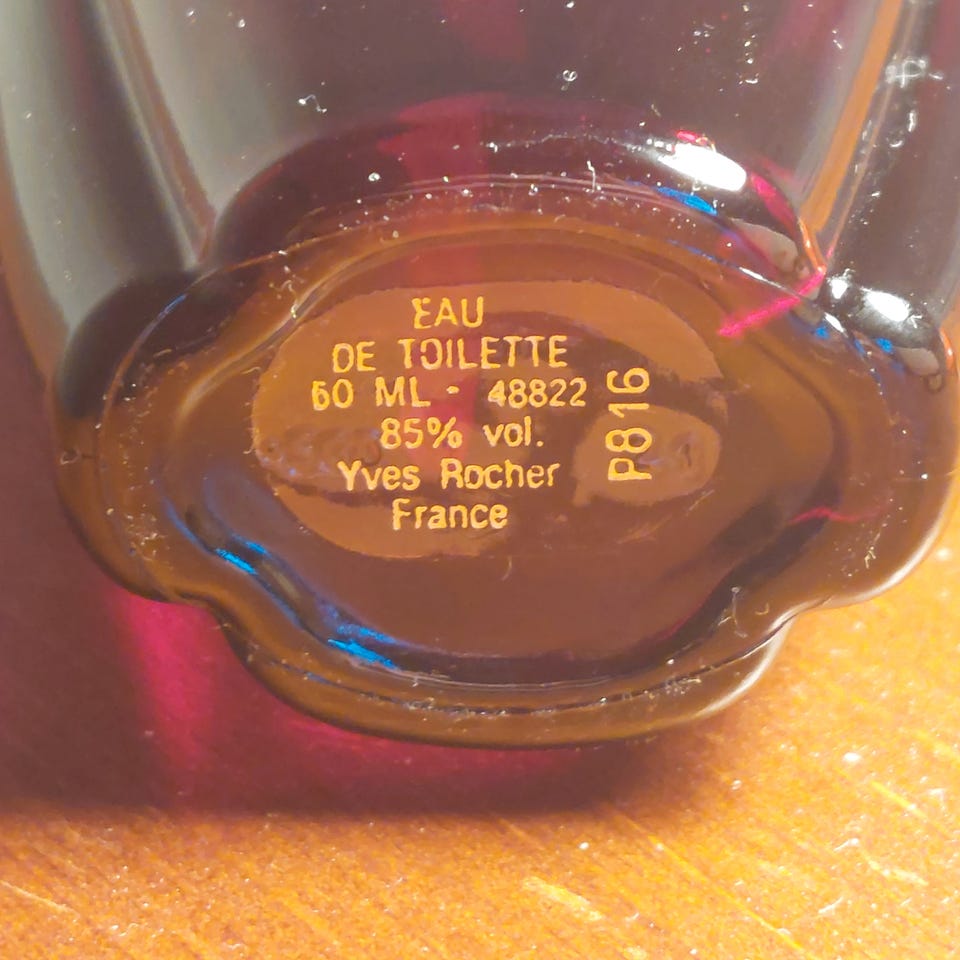 EAU
DE TOILETTE
60 ML - 48822
85% vol.
Yves Rocher
France
P816